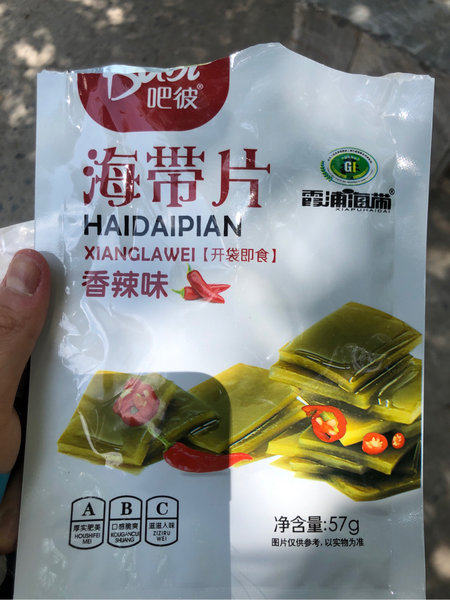 吧彼®
海带片
HAIDAIPIAN
XIANGLAWEI【开袋即食】
香辣味
GI
霞浦海带®
XIAPUHAIDAI
A
厚实肥美
HOUSHIFEI
MEI
B
口感脆爽
KOUGANCUI
SHUANG
C
滋滋入味
ZIZIRU
WEI
净含量:57g
图片仅供参考，以实物为准